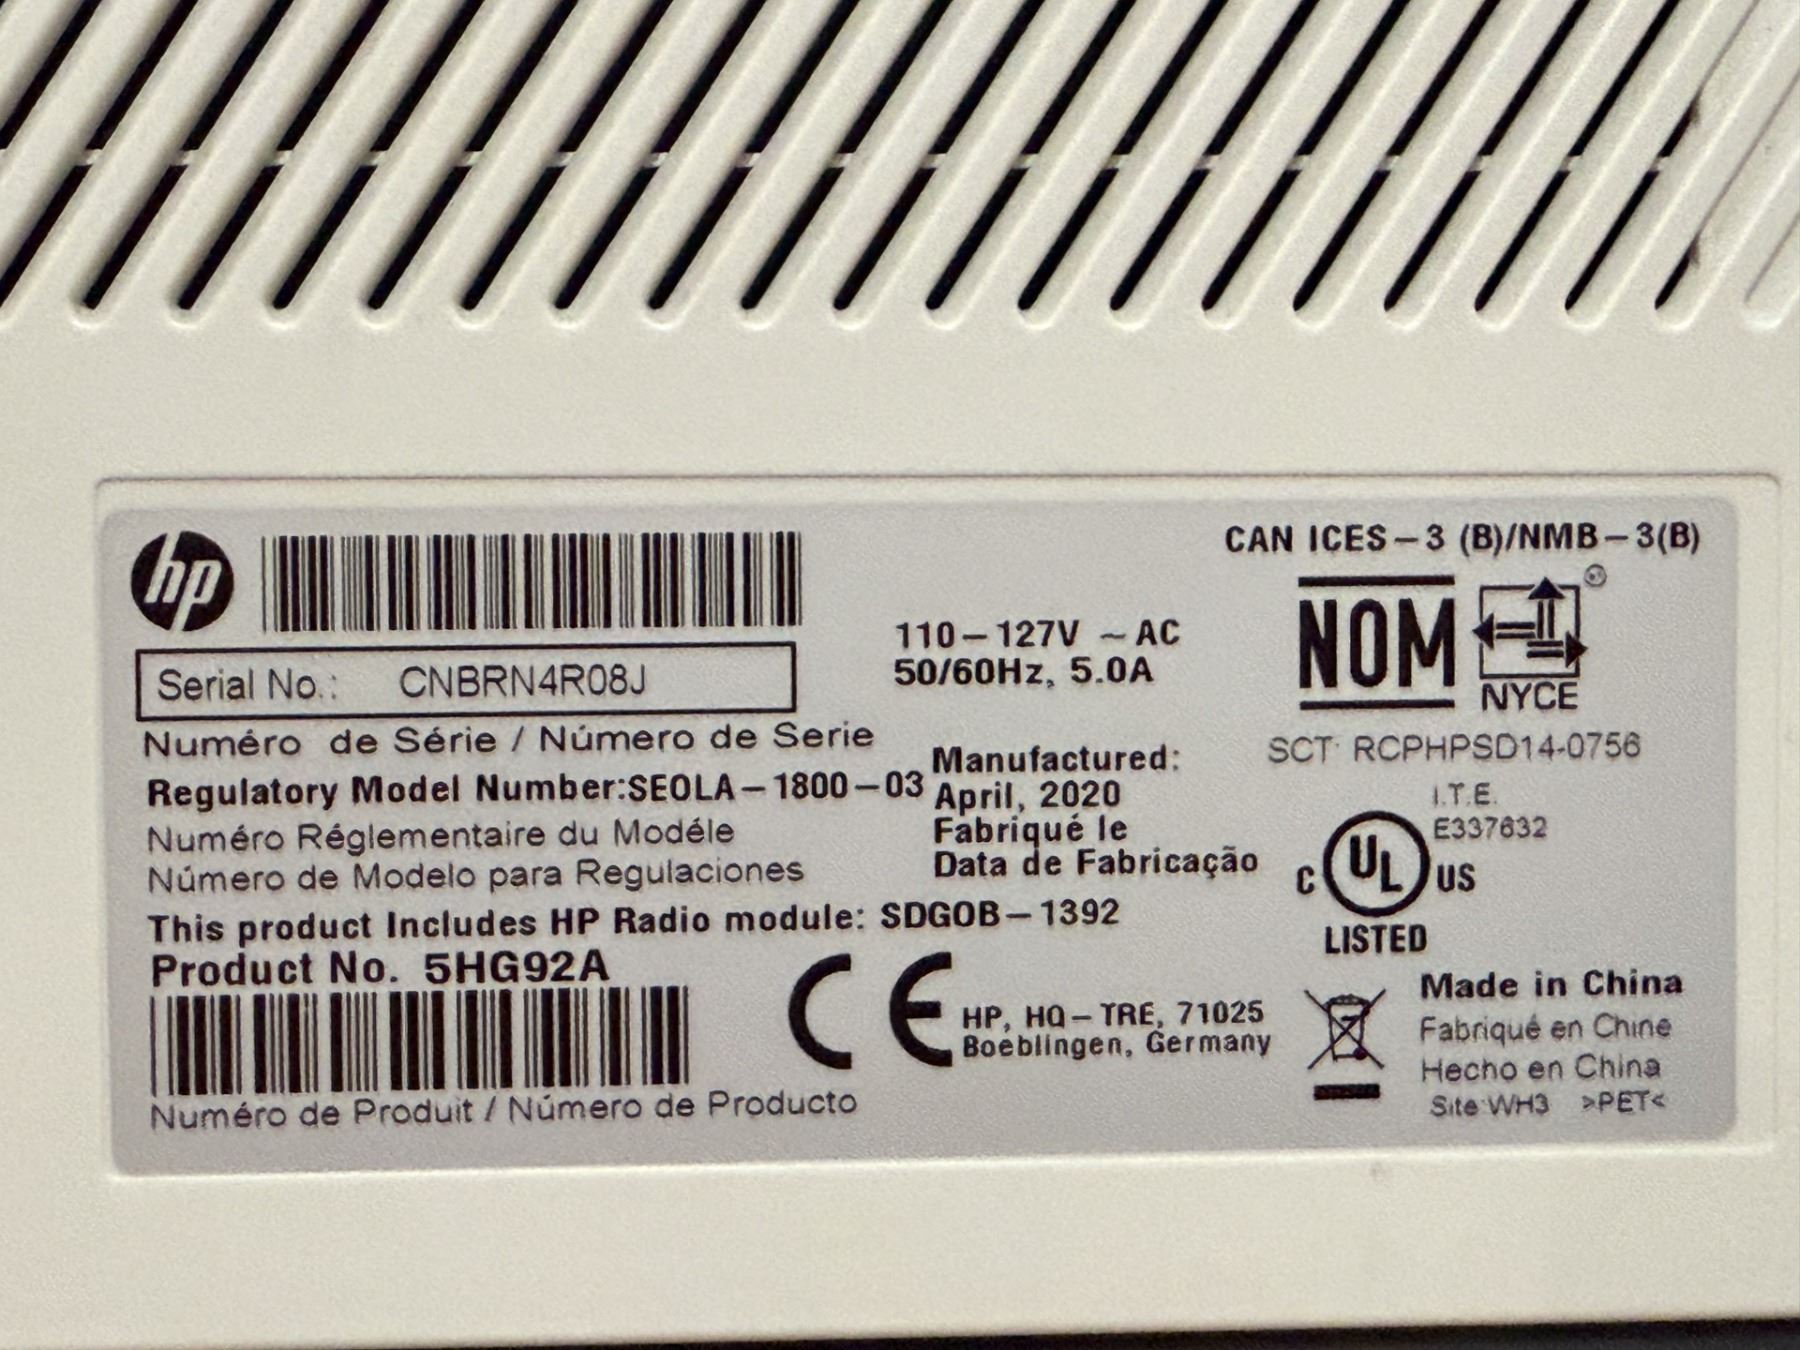 hp
Serial No.: CNBRN4R08J
Numéro de Série / Número de Serie
Regulatory Model Number:SEOLA-1800-03
Numéro Réglementaire du Modéle
Número de Modelo para Regulaciones
This product Includes HP Radio module: SDGOB-1392
Product No. 5HG92A
Numéro de Produit / Número de Producto
110-127V ~ AC
50/60Hz, 5.0A
Manufactured:
April, 2020
Fabriqué le
Data de Fabricação
CE
HP, HQ-TRE, 71025
Boeblingen, Germany
CAN ICES-3 (B)/NMB-3(B)
NOM
NYCE
SCT RCPHPSD14-0756
I.T.E.
E337632
C UL US
LISTED
Made in China
Fabriqué en Chine
Hecho en China
Site:WH3 >PET<